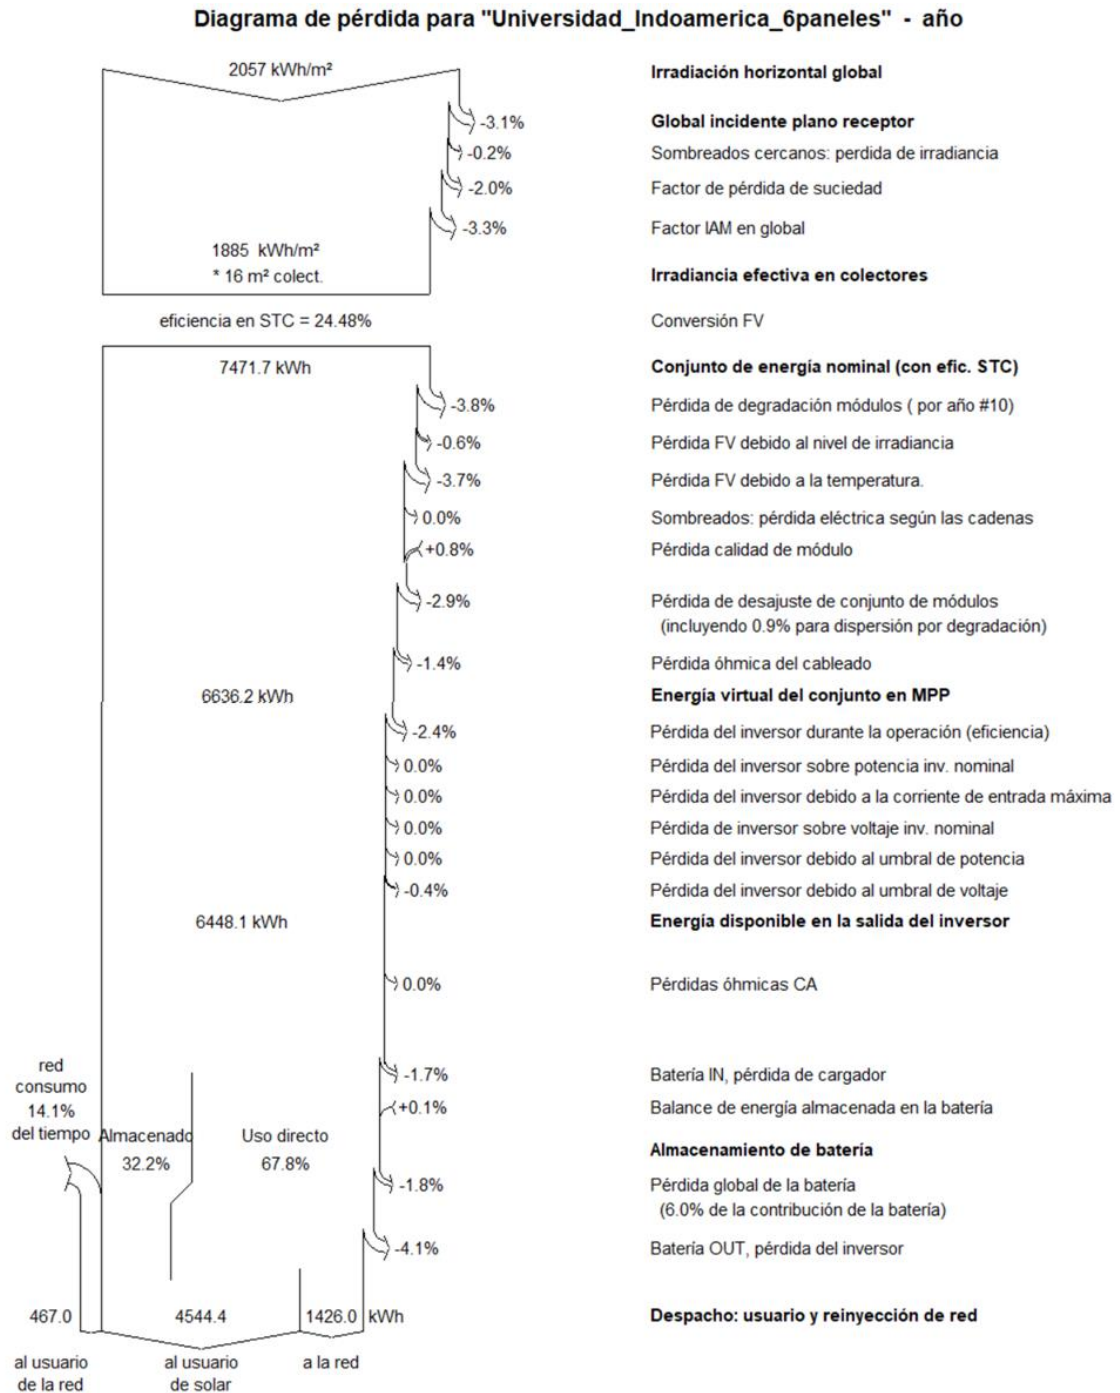 Diagrama de pérdida para "Universidad_Indoamerica_6paneles" - año
2057 kWh/m²
Irradiación horizontal global
-3.1%
Global incidente plano receptor
-0.2%
Sombreados cercanos: perdida de irradiancia
-2.0%
Factor de pérdida de suciedad
-3.3%
Factor IAM en global
1885 kWh/m²
* 16 m² colect.
Irradiancia efectiva en colectores
eficiencia en STC = 24.48%
Conversión FV
7471.7 kWh
Conjunto de energía nominal (con efic. STC)
-3.8%
Pérdida de degradación módulos ( por año #10)
-0.6%
Pérdida FV debido al nivel de irradiancia
-3.7%
Pérdida FV debido a la temperatura.
0.0%
Sombreados: pérdida eléctrica según las cadenas
+0.8%
Pérdida calidad de módulo
-2.9%
Pérdida de desajuste de conjunto de módulos
(incluyendo 0.9% para dispersión por degradación)
-1.4%
Pérdida óhmica del cableado
6636.2 kWh
Energía virtual del conjunto en MPP
-2.4%
Pérdida del inversor durante la operación (eficiencia)
0.0%
Pérdida del inversor sobre potencia inv. nominal
0.0%
Pérdida del inversor debido a la corriente de entrada máxima
0.0%
Pérdida de inversor sobre voltaje inv. nominal
0.0%
Pérdida del inversor debido al umbral de potencia
-0.4%
Pérdida del inversor debido al umbral de voltaje
6448.1 kWh
Energía disponible en la salida del inversor
0.0%
Pérdidas óhmicas CA
red
consumo
14.1%
del tiempo
-1.7%
Batería IN, pérdida de cargador
+0.1%
Balance de energía almacenada en la batería
Almacenado
32.2%
Uso directo
67.8%
Almacenamiento de batería
-1.8%
Pérdida global de la batería
(6.0% de la contribución de la batería)
-4.1%
Batería OUT, pérdida del inversor
467.0
4544.4
1426.0 kWh
Despacho: usuario y reinyección de red
al usuario
de la red
al usuario
de solar
a la red